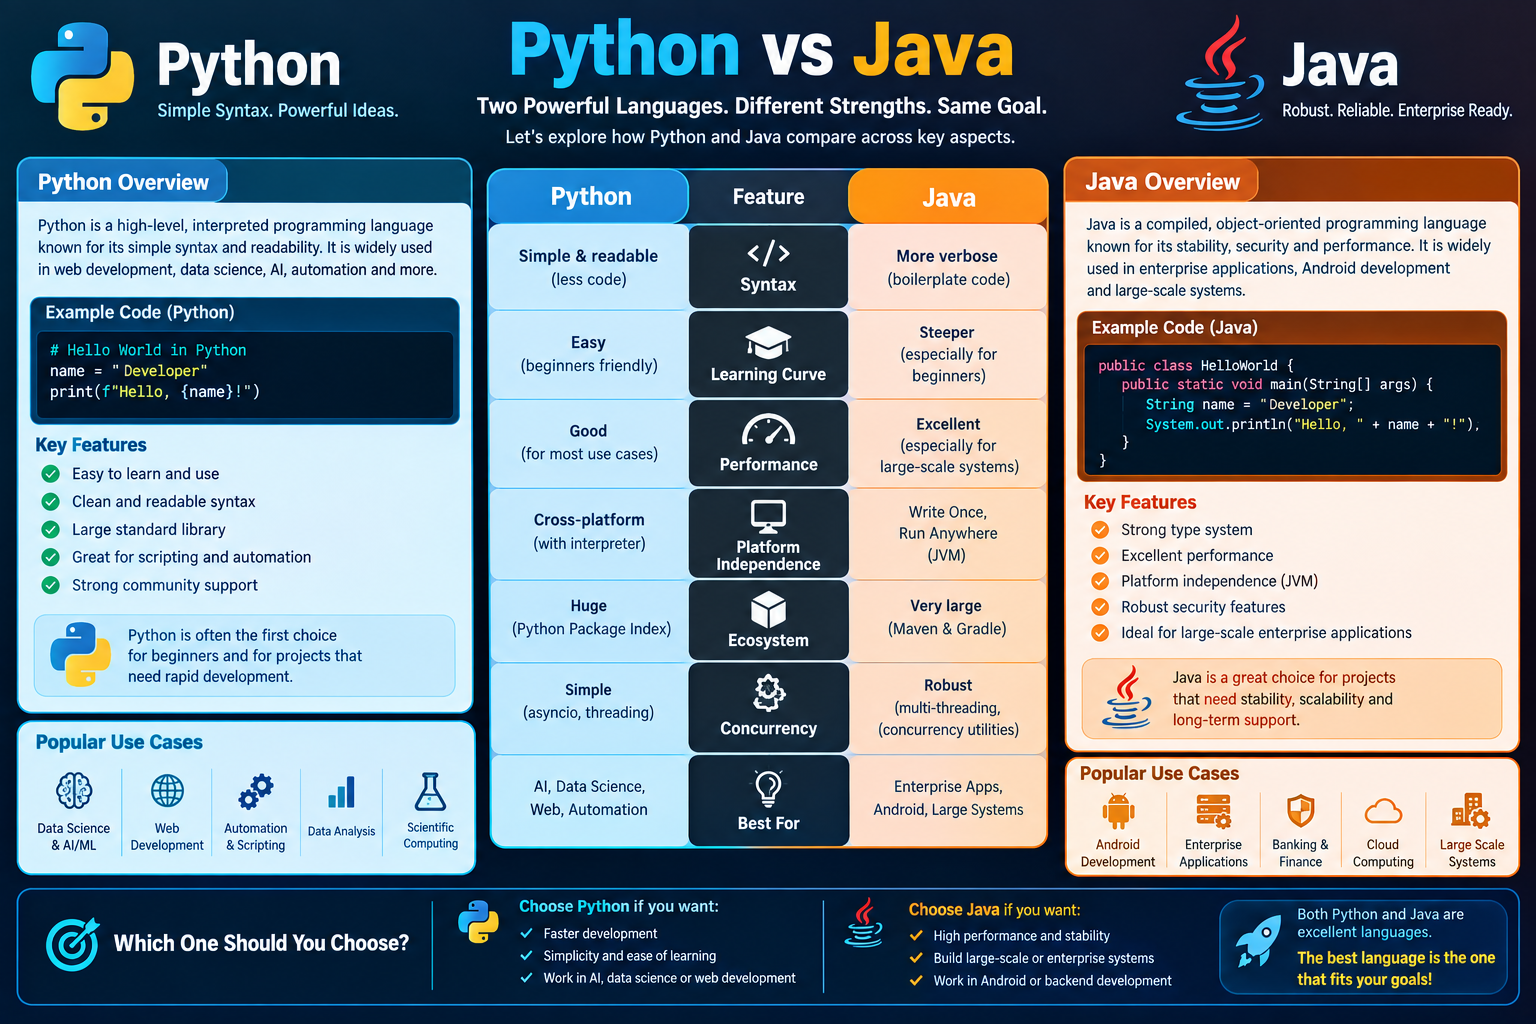 Python
Simple Syntax. Powerful Ideas.
Python vs Java
Two Powerful Languages. Different Strengths. Same Goal.
Let's explore how Python and Java compare across key aspects.
Java
Robust. Reliable. Enterprise Ready.
Python Overview
Python is a high-level, interpreted programming language
known for its simple syntax and readability. It is widely used
in web development, data science, AI, automation and more.
Example Code (Python)
# Hello World in Python
name = " Developer"
print(f"Hello, {name}!")
Key Features
Easy to learn and use
Clean and readable syntax
Large standard library
Great for scripting and automation
Strong community support
Python is often the first choice
for beginners and for projects that
need rapid development.
Popular Use Cases
Data Science
& AI/ML
Web
Development
Automation
& Scripting
Data Analysis
Scientific
Computing
Python
Feature
Java
Simple & readable
(less code)
Syntax
More verbose
(boilerplate code)
Easy
(beginners friendly)
Learning Curve
Steeper
(especially for
beginners)
Good
(for most use cases)
Performance
Excellent
(especially for
large-scale systems)
Cross-platform
(with interpreter)
Platform
Independence
Write Once,
Run Anywhere
(JVM)
Huge
(Python Package Index)
Ecosystem
Very large
(Maven & Gradle)
Simple
(asyncio, threading)
Concurrency
Robust
(multi-threading,
(concurrency utilities)
AI, Data Science,
Web, Automation
Best For
Enterprise Apps,
Android, Large Systems
Java Overview
Java is a compiled, object-oriented programming language
known for its stability, security and performance. It is widely
used in enterprise applications, Android development
and large-scale systems.
Example Code (Java)
public class HelloWorld {
public static void main(String[] args) {
String name = "Developer";
System.out.println("Hello, " + name + "!"),
}
}
Key Features
Strong type system
Excellent performance
Platform independence (JVM)
Robust security features
Ideal for large-scale enterprise applications
Java is a great choice for projects
that need stability, scalability and
long-term support.
Popular Use Cases
Android
Development
Enterprise
Applications
Banking &
Finance
Cloud
Computing
Large Scale
Systems
Which One Should You Choose?
Choose Python if you want:
Faster development
Simplicity and ease of learning
Work in AI, data science or web development
Choose Java if you want:
High performance and stability
Build large-scale or enterprise systems
Work in Android or backend development
Both Python and Java are
excellent languages.
The best language is the one
that fits your goals!